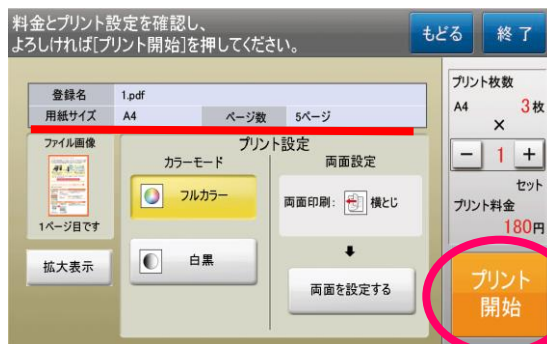 料金とプリント設定を確認し、
よろしければ[プリント開始]を押してください。
もどる
終了
登録名 1.pdf
用紙サイズ A4 ページ数 5ページ
ファイル画像
1ページ目です
拡大表示
プリント設定
カラーモード
フルカラー
白黒
両面設定
両面印刷: 横とじ
両面を設定する
プリント枚数
A4 3枚
×
− 1 +
セット
プリント料金
180円
プリント
開始